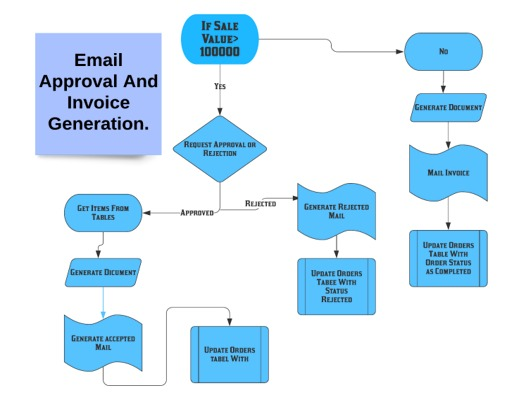 Email
Approval And
Invoice
Generation.
If Sale
Value>
100000
No
Yes
Generate Document
Request Approval or
Rejection
Mail Invoice
Get Items From
Tables
Approved
Rejected
Generate Rejected
Mail
Update Orders
Table With
Order Status
as Completed
Generate Dicument
Update Orders
Tabee With
Status
Rejected
Generate accepted
Mail
Update Orders
tabel With